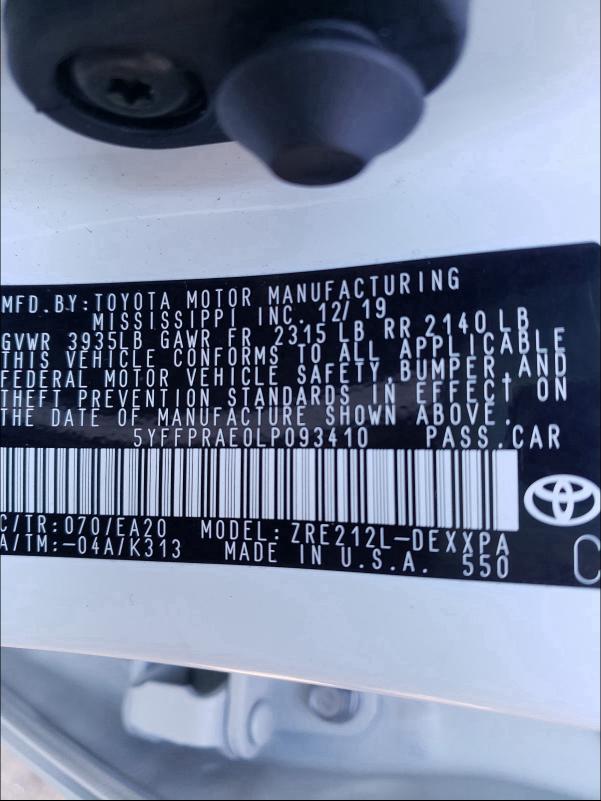 MFD. BY: TOYOTA MOTOR MANUFACTURING
MISSISSIPPI INC. 12/19
GVWR 3935LB GAWR FR 2315 LB RR 2140 LB
THIS VEHICLE CONFORMS TO ALL APPLICABLE
FEDERAL MOTOR VEHICLE SAFETY, BUMPER, AND
THEFT PREVENTION STANDARDS IN EFFECT ON
THE DATE OF MANUFACTURE SHOWN ABOVE.
5YFFPRAE0LP093410 PASS. CAR
C/TR: 070/EA20 MODEL: ZRE212L-DEXXPA
A/TM: -04A/K313 MADE IN U.S.A. 550 C